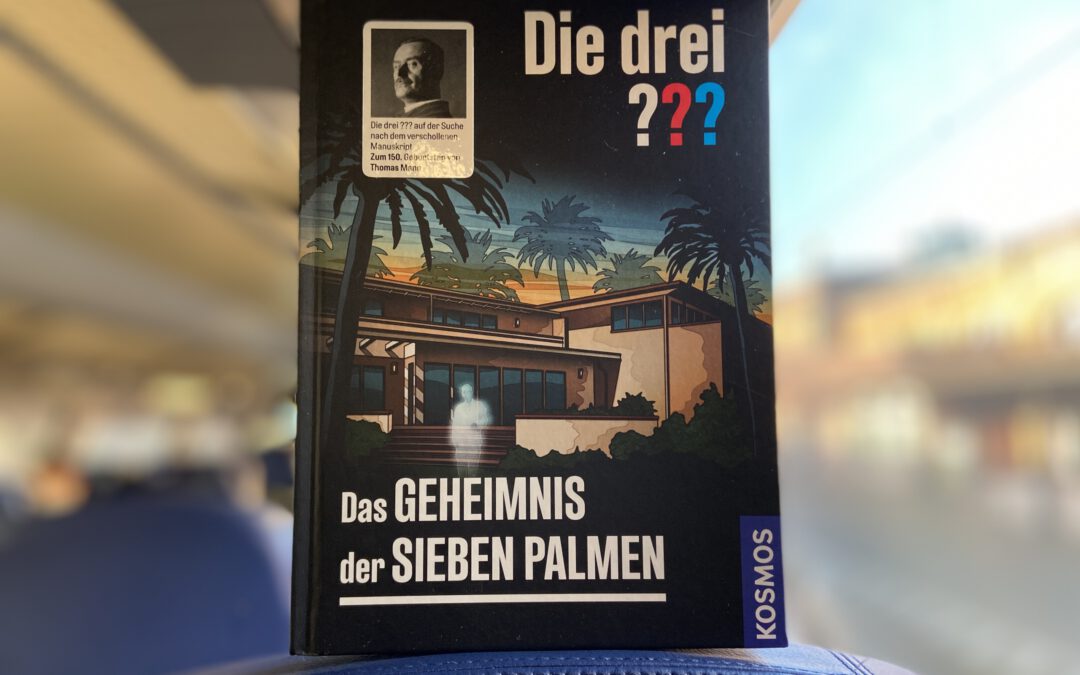 Die drei
???
Die drei ??? auf der Suche
nach dem verschollenen
Manuskript
Zum 150. Geburtstag von
Thomas Mann
Das GEHEIMNIS
der SIEBEN PALMEN
KOSMOS